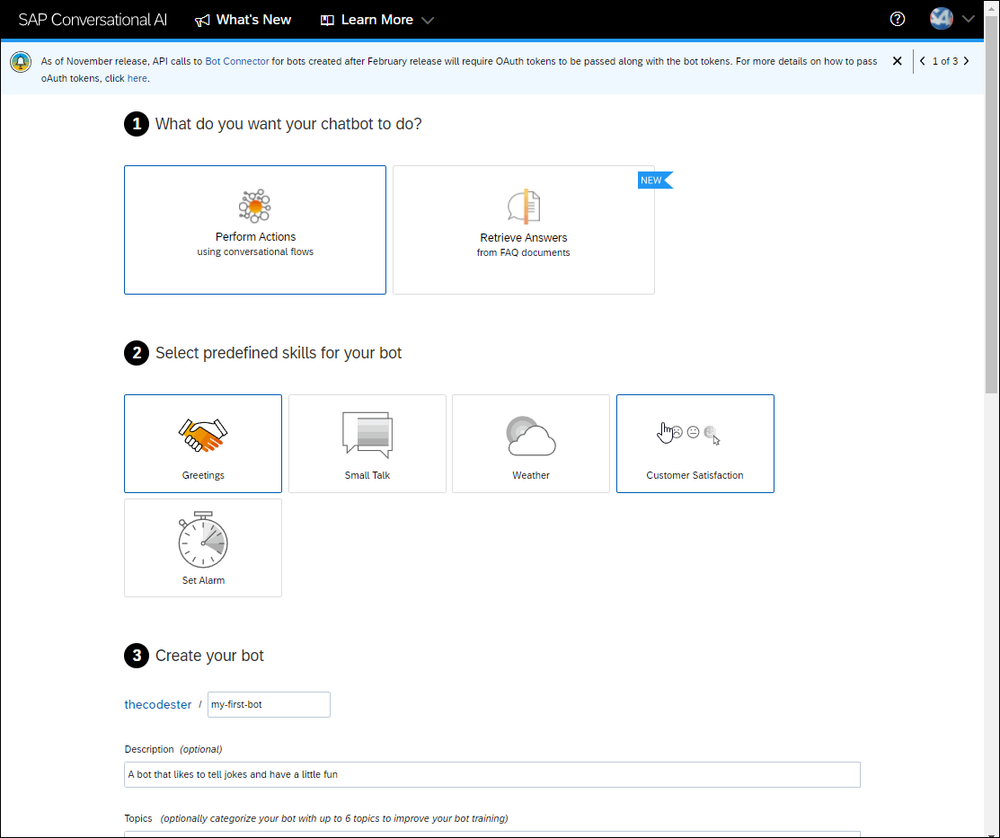 SAP Conversational AI What's New Learn More
As of November release, API calls to Bot Connector for bots created after February release will require OAuth tokens to be passed along with the bot tokens. For more details on how to pass
oAuth tokens, click here.
1 of 3
1 What do you want your chatbot to do?
NEW
Perform Actions
using conversational flows
Retrieve Answers
from FAQ documents
2 Select predefined skills for your bot
Greetings
Small Talk
Weather
Customer Satisfaction
Set Alarm
3 Create your bot
thecodester / my-first-bot
Description (optional)
A bot that likes to tell jokes and have a little fun
Topics (optionally categorize your bot with up to 6 topics to improve your bot training)